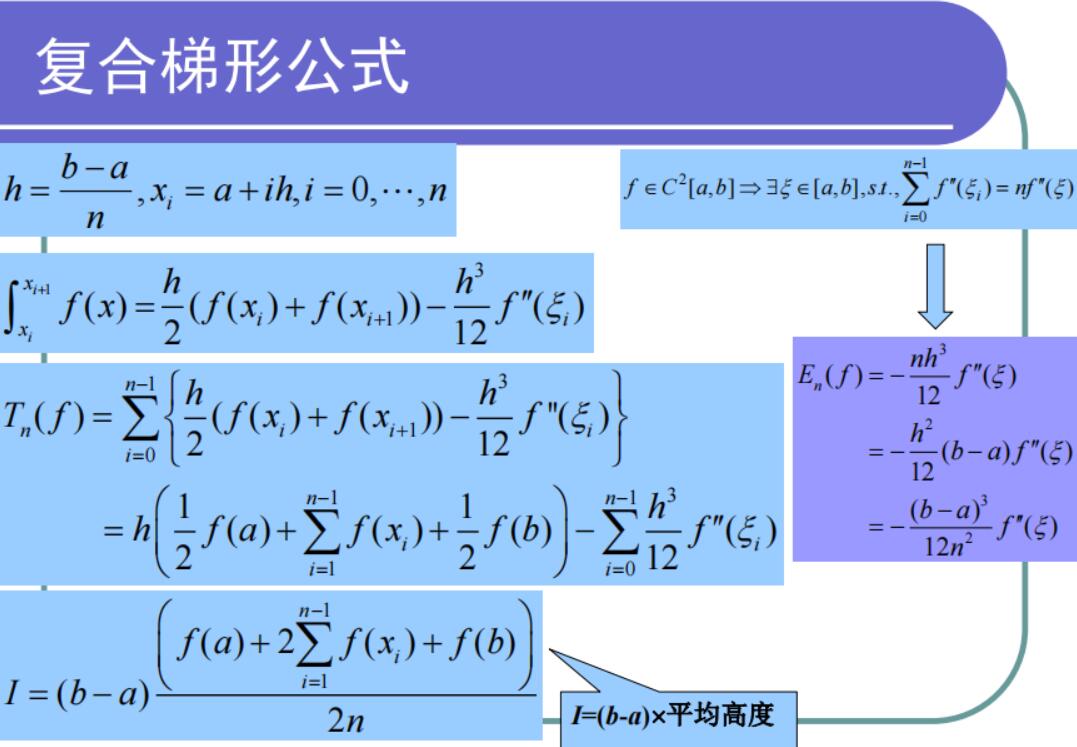 复合梯形公式
h = \frac{b-a}{n}, x_i = a + ih, i = 0, \cdots, n
f \in C^2[a,b] \Rightarrow \exists \xi \in [a,b], s.t., \sum_{i=0}^{n-1} f''(\xi_i) = nf''(\xi)
\int_{x_i}^{x_{i+1}} f(x) = \frac{h}{2}(f(x_i) + f(x_{i+1})) - \frac{h^3}{12} f''(\xi_i)
T_n(f) = \sum_{i=0}^{n-1} \left\{ \frac{h}{2}(f(x_i) + f(x_{i+1})) - \frac{h^3}{12} f''(\xi_i) \right\}
= h\left( \frac{1}{2} f(a) + \sum_{i=1}^{n-1} f(x_i) + \frac{1}{2} f(b) \right) - \sum_{i=0}^{n-1} \frac{h^3}{12} f''(\xi_i)
E_n(f) = -\frac{nh^3}{12} f''(\xi)
= -\frac{h^2}{12}(b-a) f''(\xi)
= -\frac{(b-a)^3}{12n^2} f''(\xi)
I = (b-a) \frac{\left( f(a) + 2\sum_{i=1}^{n-1} f(x_i) + f(b) \right)}{2n}
I=(b-a)×平均高度